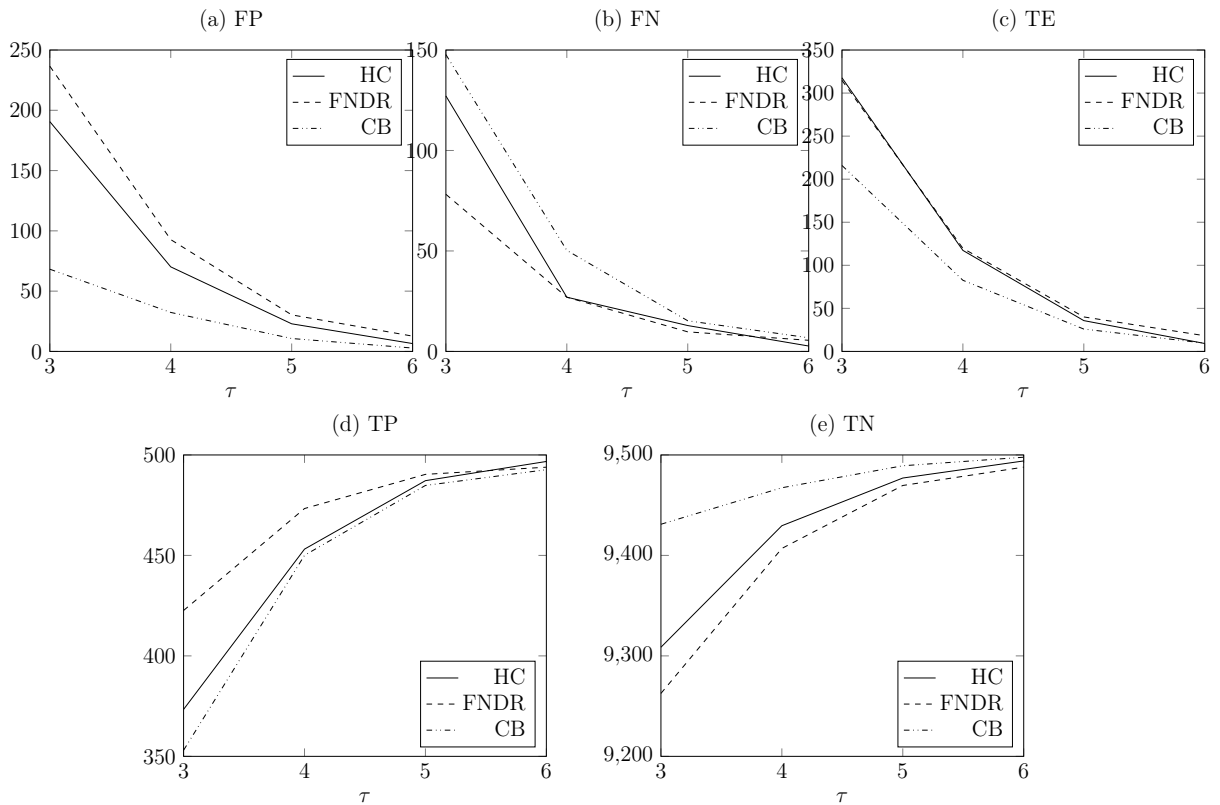 (a) FP
250
200
150
100
50
0
3 4 5 6
τ
HC
FNDR
CB
(b) FN
150
100
50
0
3 4 5 6
τ
HC
FNDR
CB
(c) TE
350
300
250
200
150
100
50
0
3 4 5 6
τ
HC
FNDR
CB
(d) TP
500
450
400
350
3 4 5 6
τ
HC
FNDR
CB
(e) TN
9,500
9,400
9,300
9,200
3 4 5 6
τ
HC
FNDR
CB